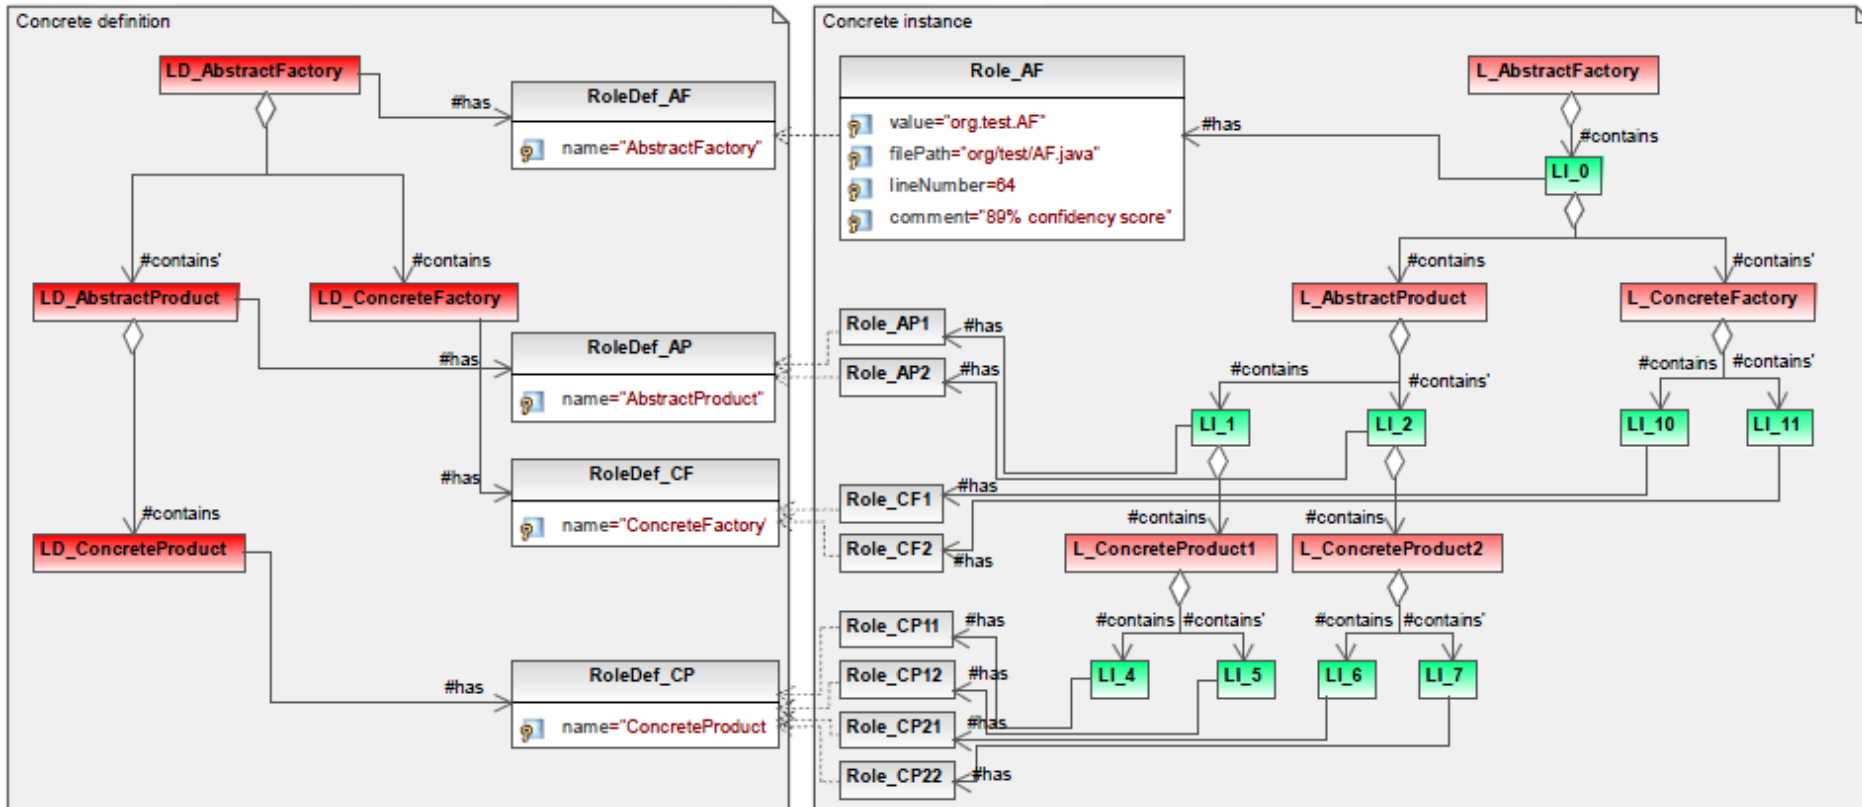 Concrete definition
LD_AbstractFactory
#has
RoleDef_AF
name="AbstractFactory"
#contains'
#contains
LD_AbstractProduct
LD_ConcreteFactory
#has
RoleDef_AP
name="AbstractProduct"
#has
RoleDef_CF
name="ConcreteFactory'
#contains
LD_ConcreteProduct
#has
RoleDef_CP
name="ConcreteProduct
Concrete instance
Role_AF
value="org.test.AF"
filePath="org/test/AF.java"
lineNumber=64
comment="89% confidency score"
#has
L_AbstractFactory
#contains
LI_0
#contains
#contains'
L_AbstractProduct
L_ConcreteFactory
Role_AP1
#has
Role_AP2
#has
#contains
#contains'
#contains
#contains'
LI_1
LI_2
LI_10
LI_11
Role_CF1
#has
Role_CF2
#has
#contains
#contains
L_ConcreteProduct1
L_ConcreteProduct2
#contains
#contains'
#contains
#contains'
Role_CP11
#has
Role_CP12
#has
LI_4
LI_5
LI_6
LI_7
Role_CP21
#has
Role_CP22
#has